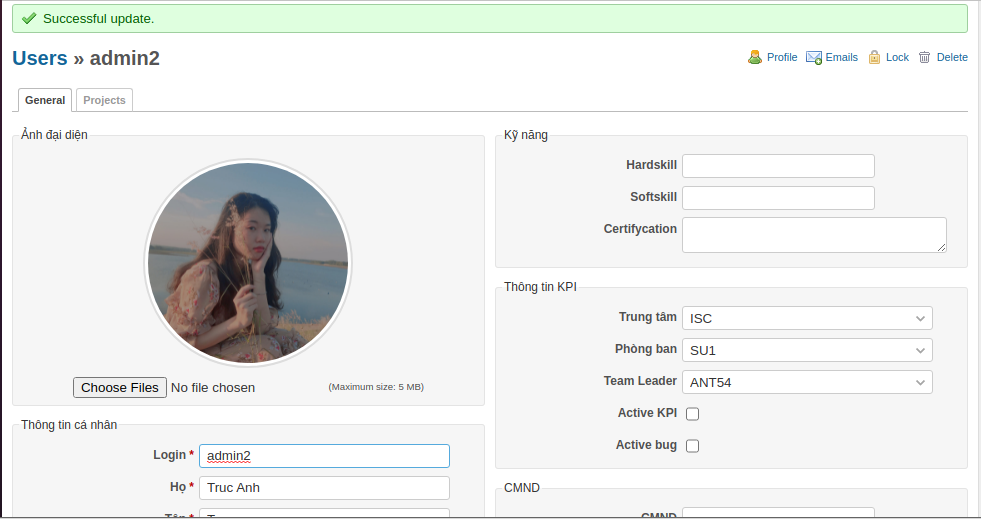 Successful update.
Users » admin2
Profile Emails Lock Delete
General Projects
Ảnh đại diện
Choose Files No file chosen (Maximum size: 5 MB)
Thông tin cá nhân
Login * admin2
Họ * Truc Anh
Kỹ năng
Hardskill
Softskill
Certifycation
Thông tin KPI
Trung tâm ISC
Phòng ban SU1
Team Leader ANT54
Active KPI
Active bug
CMND
CMND